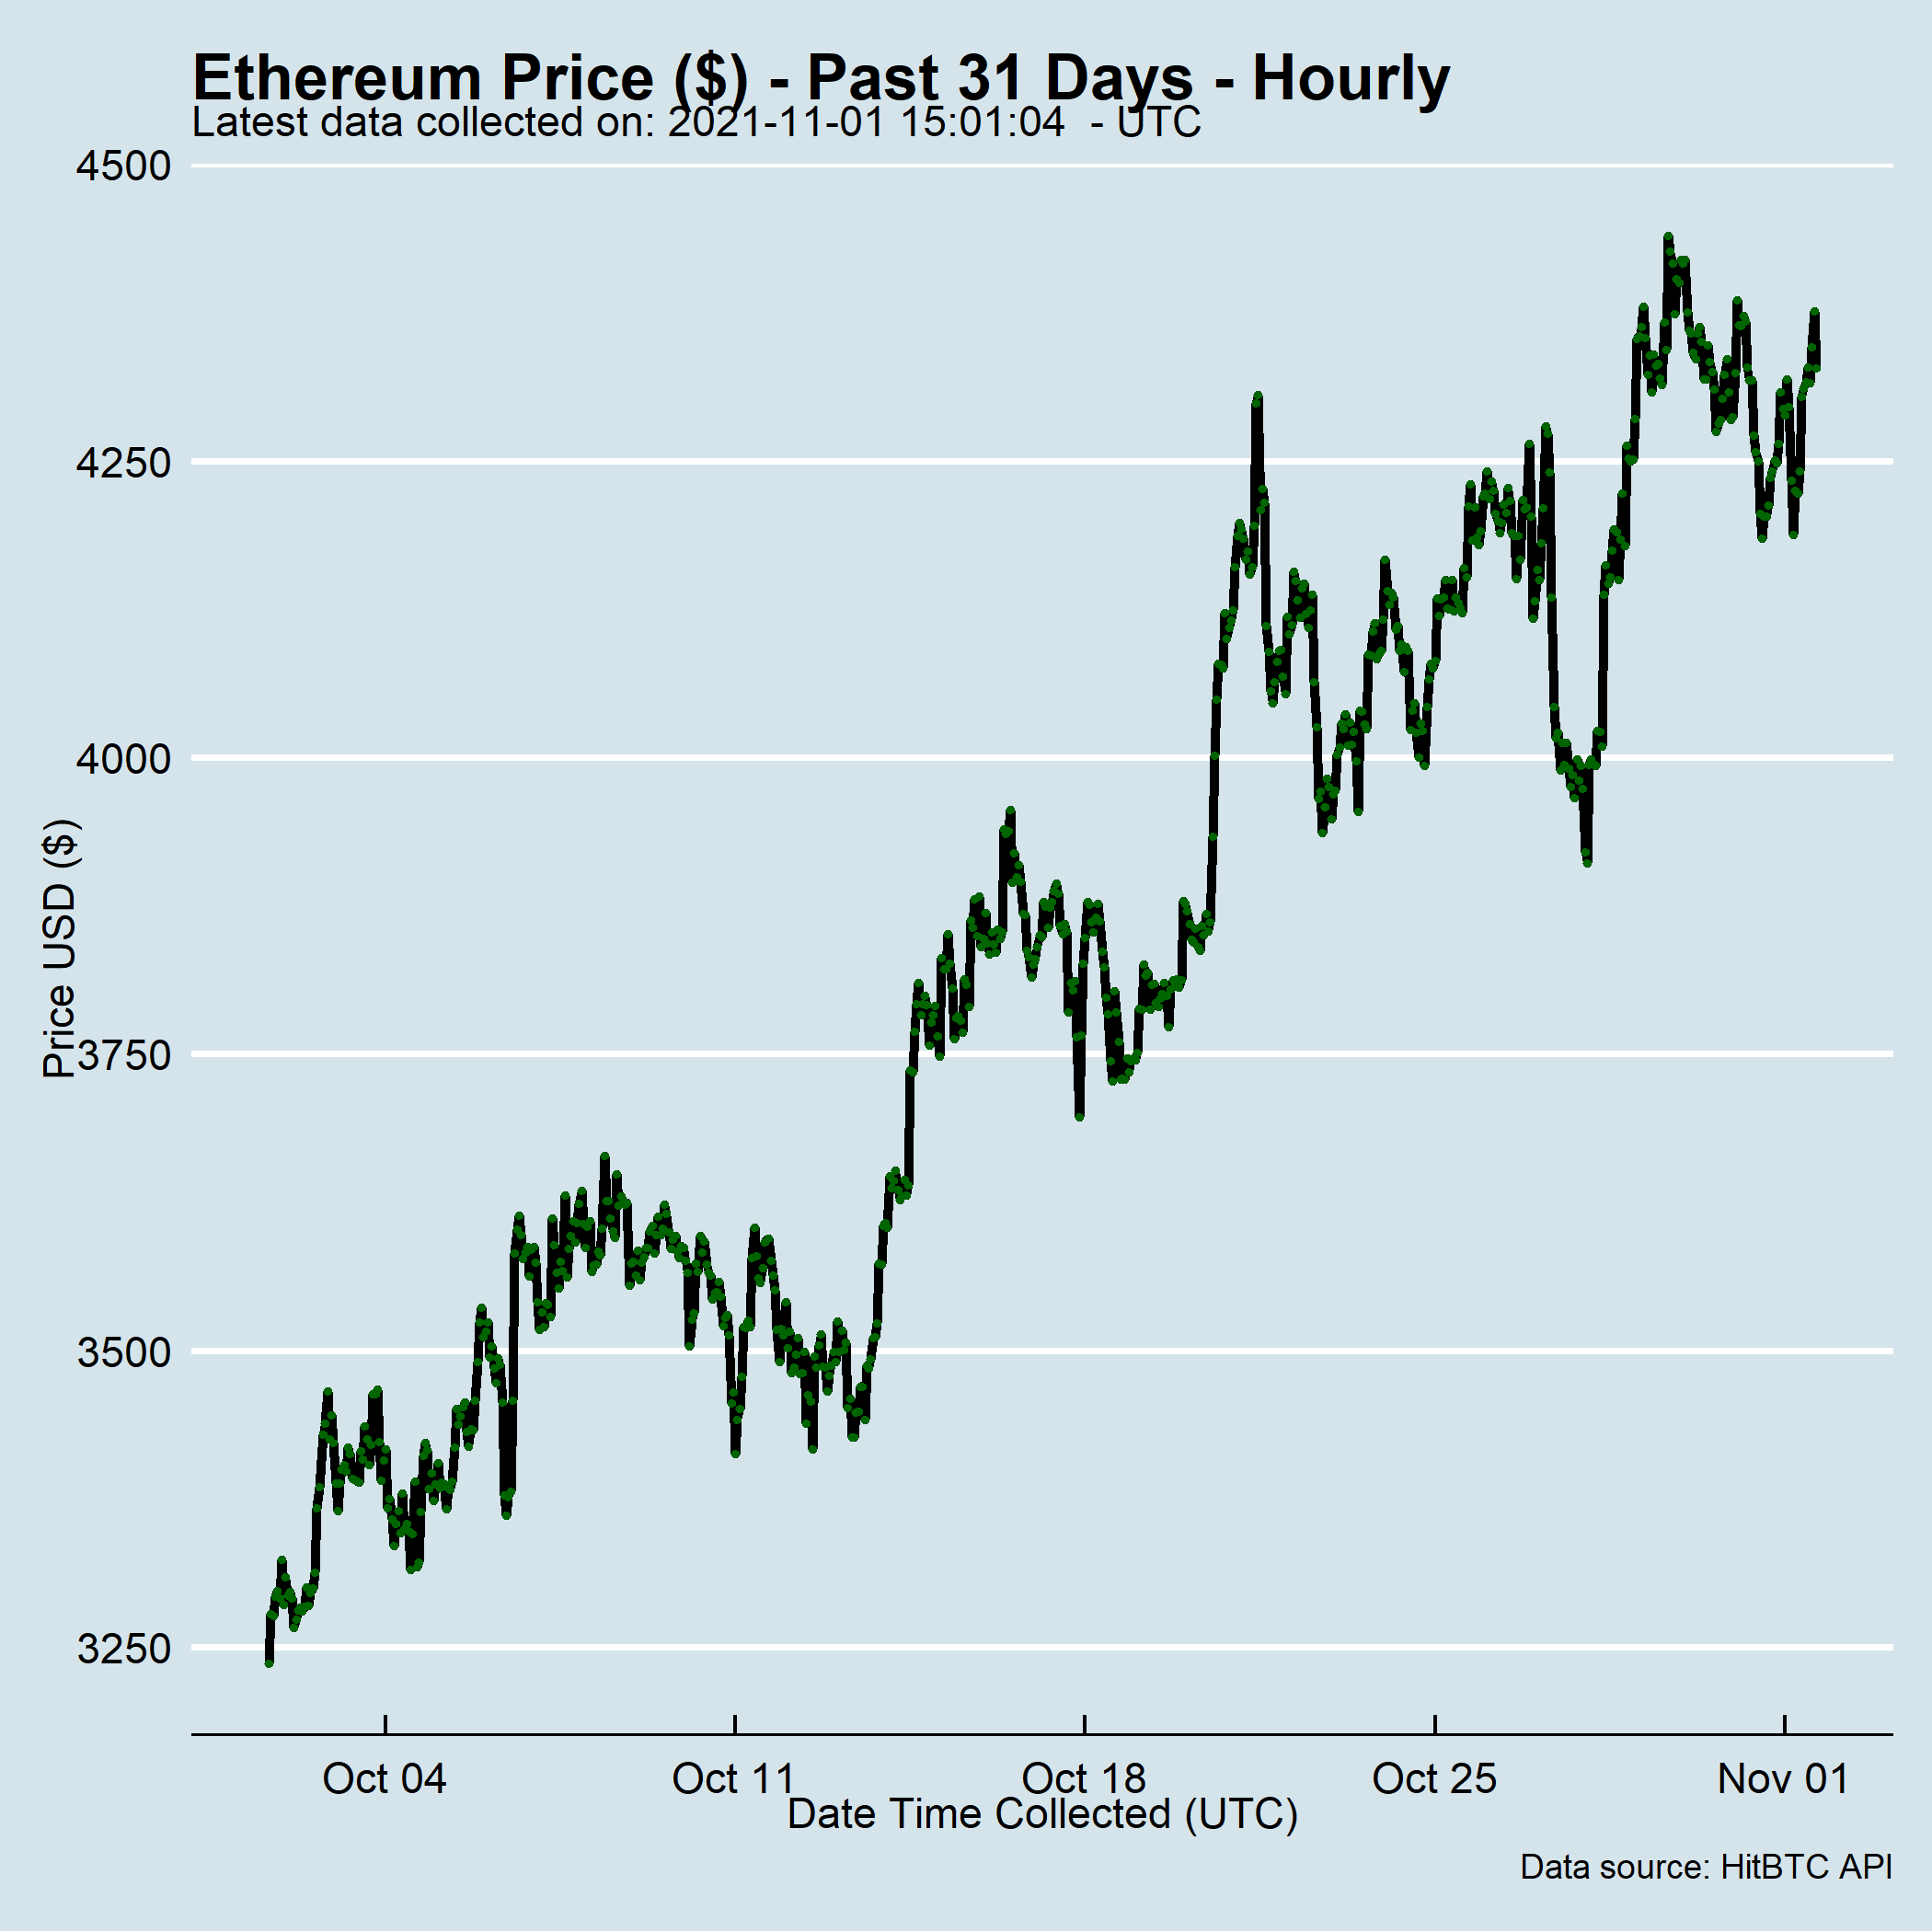 Ethereum Price ($) - Past 31 Days - Hourly
Latest data collected on: 2021-11-01 15:01:04  - UTC
4500
4250
4000
3750
3500
3250
Price USD ($)
Oct 04 Oct 11 Oct 18 Oct 25 Nov 01
Date Time Collected (UTC)
Data source: HitBTC API